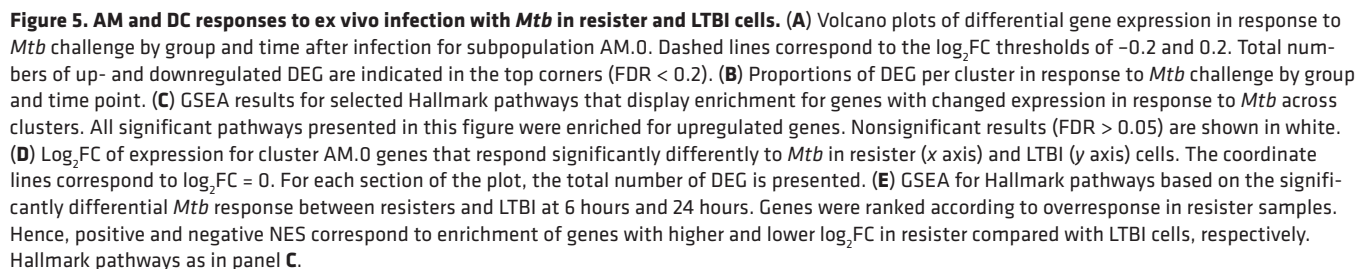 Figure 5. AM and DC responses to ex vivo infection with Mtb in resister and LTBI cells. (A) Volcano plots of differential gene expression in response to
Mtb challenge by group and time after infection for subpopulation AM.0. Dashed lines correspond to the log₂FC thresholds of –0.2 and 0.2. Total num-
bers of up- and downregulated DEG are indicated in the top corners (FDR < 0.2). (B) Proportions of DEG per cluster in response to Mtb challenge by group
and time point. (C) GSEA results for selected Hallmark pathways that display enrichment for genes with changed expression in response to Mtb across
clusters. All significant pathways presented in this figure were enriched for upregulated genes. Nonsignificant results (FDR > 0.05) are shown in white.
(D) Log₂FC of expression for cluster AM.0 genes that respond significantly differently to Mtb in resister (x axis) and LTBI (y axis) cells. The coordinate
lines correspond to log₂FC = 0. For each section of the plot, the total number of DEG is presented. (E) GSEA for Hallmark pathways based on the signifi-
cantly differential Mtb response between resisters and LTBI at 6 hours and 24 hours. Genes were ranked according to overresponse in resister samples.
Hence, positive and negative NES correspond to enrichment of genes with higher and lower log₂FC in resister compared with LTBI cells, respectively.
Hallmark pathways as in panel C.